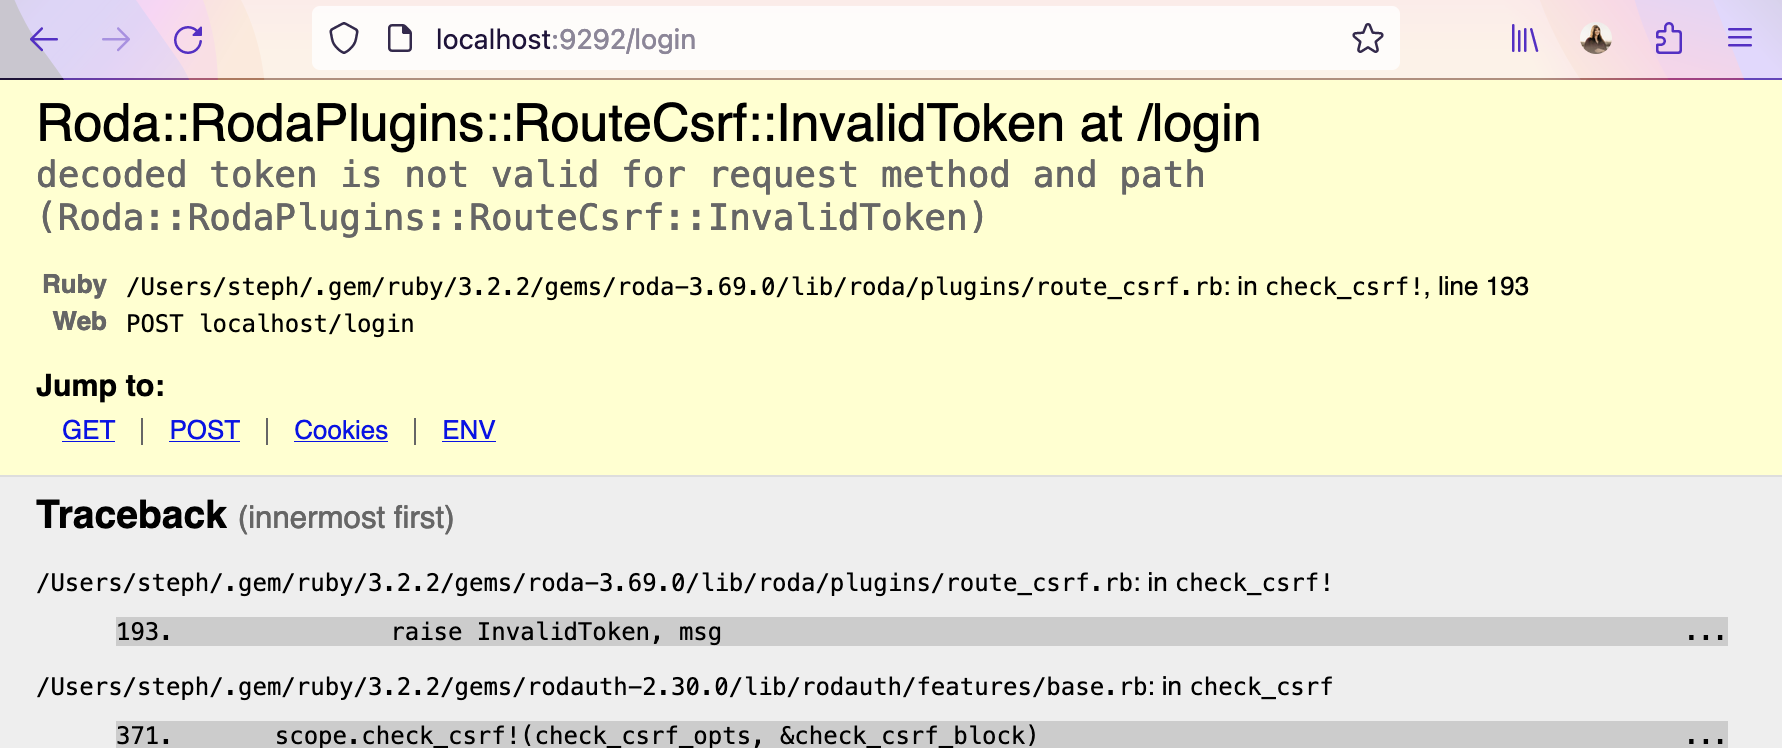 localhost:9292/login
Roda::RodaPlugins::RouteCsrf::InvalidToken at /login
decoded token is not valid for request method and path
(Roda::RodaPlugins::RouteCsrf::InvalidToken)
Ruby /Users/steph/.gem/ruby/3.2.2/gems/roda-3.69.0/lib/roda/plugins/route_csrf.rb: in check_csrf!, line 193
Web POST localhost/login
Jump to:
GET | POST | Cookies | ENV
Traceback (innermost first)
/Users/steph/.gem/ruby/3.2.2/gems/roda-3.69.0/lib/roda/plugins/route_csrf.rb: in check_csrf!
193. raise InvalidToken, msg ...
/Users/steph/.gem/ruby/3.2.2/gems/rodauth-2.30.0/lib/rodauth/features/base.rb: in check_csrf
371. scope.check_csrf!(check_csrf_opts, &check_csrf_block) ...